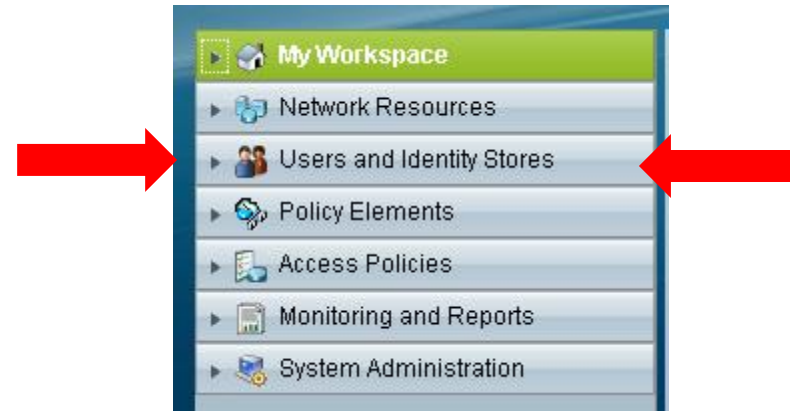 My Workspace
Network Resources
Users and Identity Stores
Policy Elements
Access Policies
Monitoring and Reports
System Administration